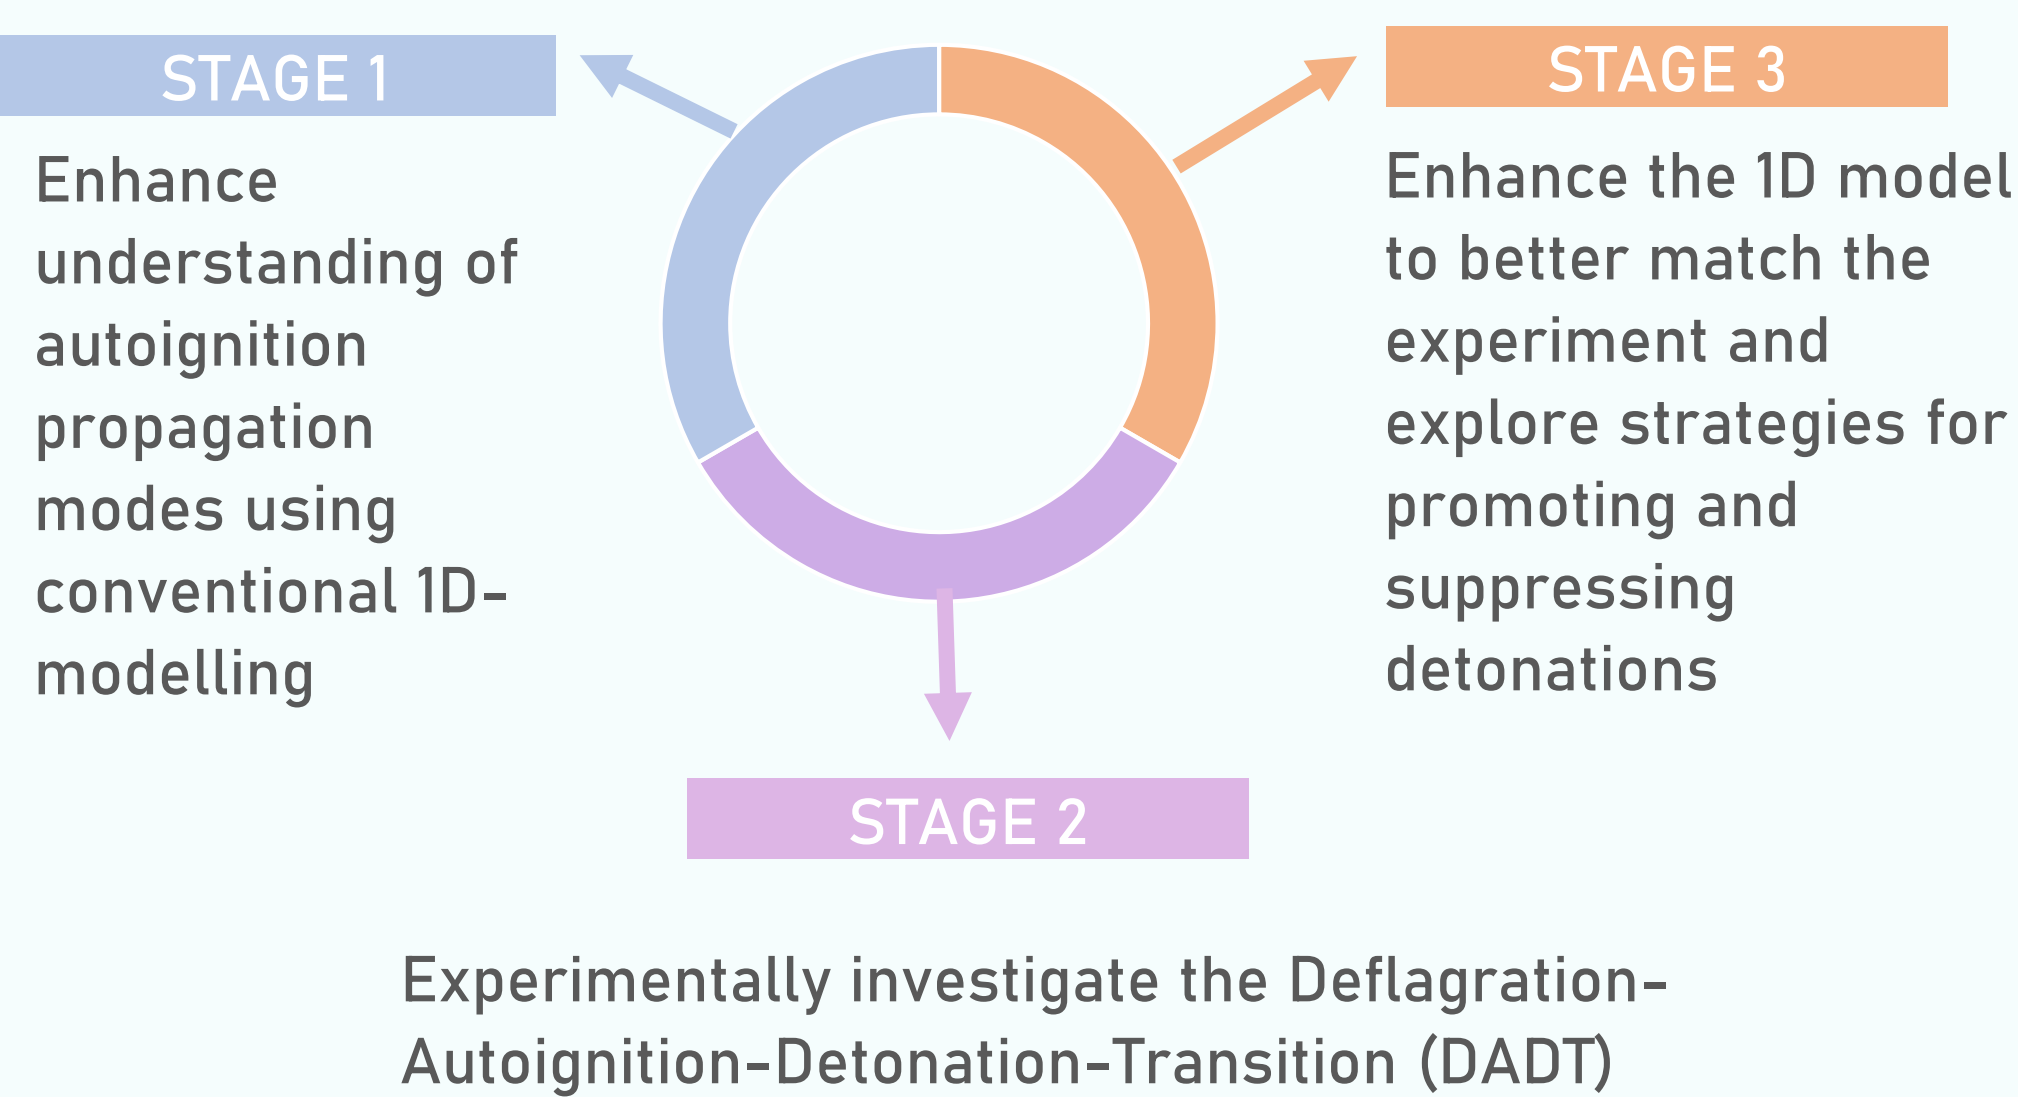 STAGE 1
Enhance
understanding of
autoignition
propagation
modes using
conventional 1D-
modelling
STAGE 2
Experimentally investigate the Deflagration-
Autoignition-Detonation-Transition (DADT)
STAGE 3
Enhance the 1D model
to better match the
experiment and
explore strategies for
promoting and
suppressing
detonations